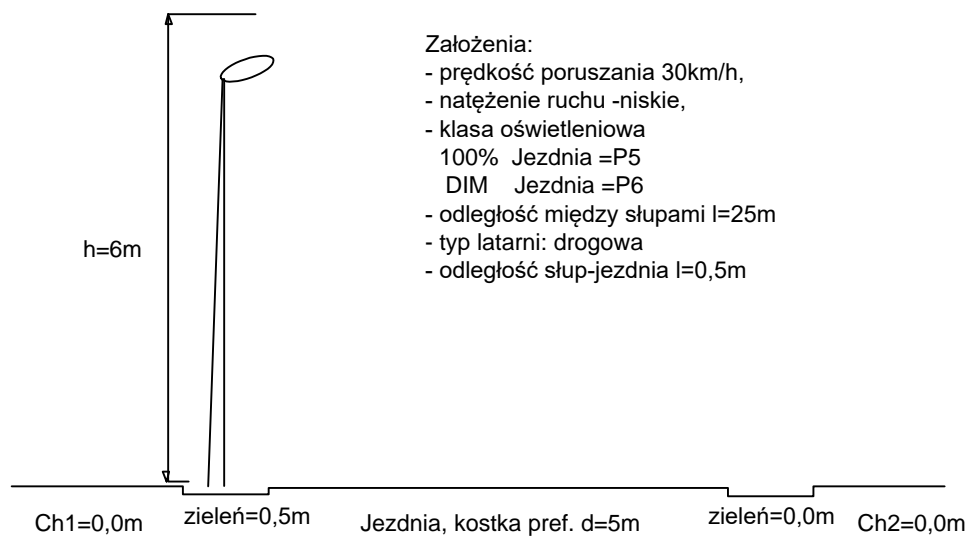 Założenia:
- prędkość poruszania 30km/h,
- natężenie ruchu -niskie,
- klasa oświetleniowa
100% Jezdnia =P5
DIM Jezdnia =P6
- odległość między słupami l=25m
- typ latarni: drogowa
- odległość słup-jezdnia l=0,5m
h=6m
Ch1=0,0m zieleń=0,5m Jezdnia, kostka pref. d=5m zieleń=0,0m Ch2=0,0m